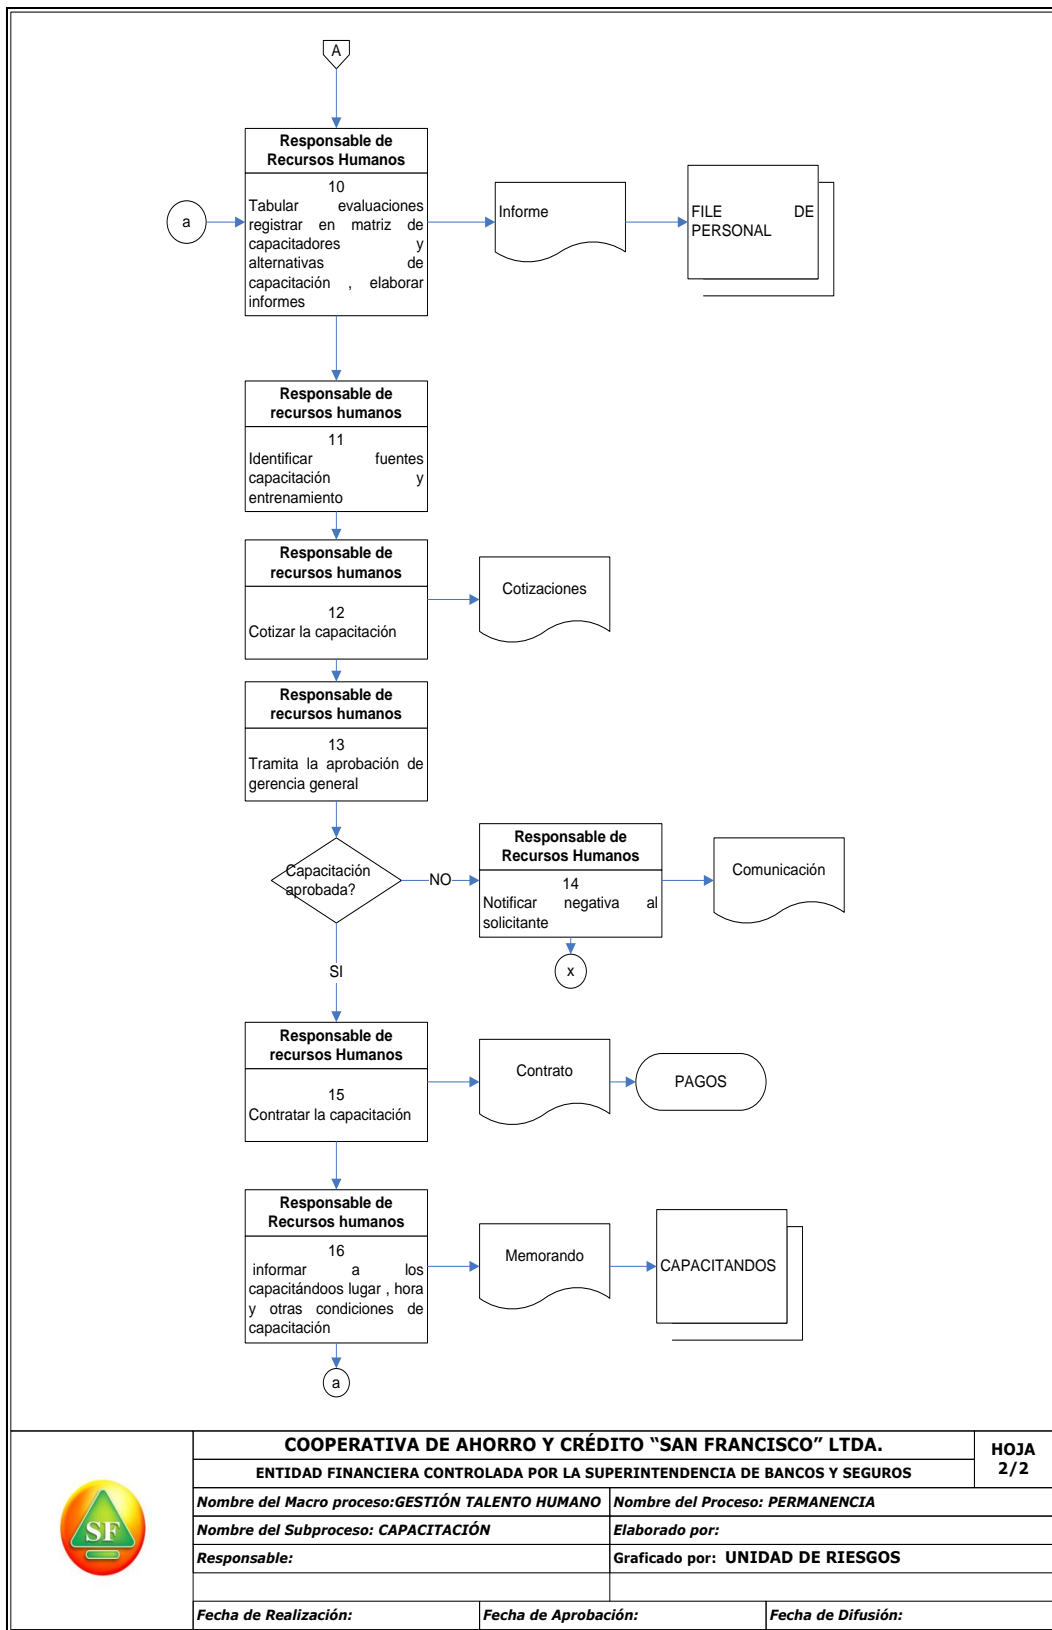 A
Responsable de
Recursos Humanos
10
Tabular evaluaciones
registrar en matriz de
capacitadores y
alternativas de
capacitación , elaborar
informes
a
Informe
FILE DE
PERSONAL
Responsable de
recursos humanos
11
Identificar fuentes
capacitación y
entrenamiento
Responsable de
recursos humanos
12
Cotizar la capacitación
Cotizaciones
Responsable de
recursos humanos
13
Tramita la aprobación de
gerencia general
Capacitación
aprobada?
NO
Responsable de
Recursos Humanos
14
Notificar negativa al
solicitante
Comunicación
x
SI
Responsable de
recursos Humanos
15
Contratar la capacitación
Contrato
PAGOS
Responsable de
Recursos humanos
16
informar a los
capacitándoos lugar , hora
y otras condiciones de
capacitación
Memorando
CAPACITANDOS
a
SF
COOPERATIVA DE AHORRO Y CRÉDITO “SAN FRANCISCO” LTDA.
HOJA
2/2
ENTIDAD FINANCIERA CONTROLADA POR LA SUPERINTENDENCIA DE BANCOS Y SEGUROS
Nombre del Macro proceso:GESTIÓN TALENTO HUMANO
Nombre del Proceso: PERMANENCIA
Nombre del Subproceso: CAPACITACIÓN
Elaborado por:
Responsable:
Graficado por: UNIDAD DE RIESGOS
Fecha de Realización:
Fecha de Aprobación:
Fecha de Difusión: